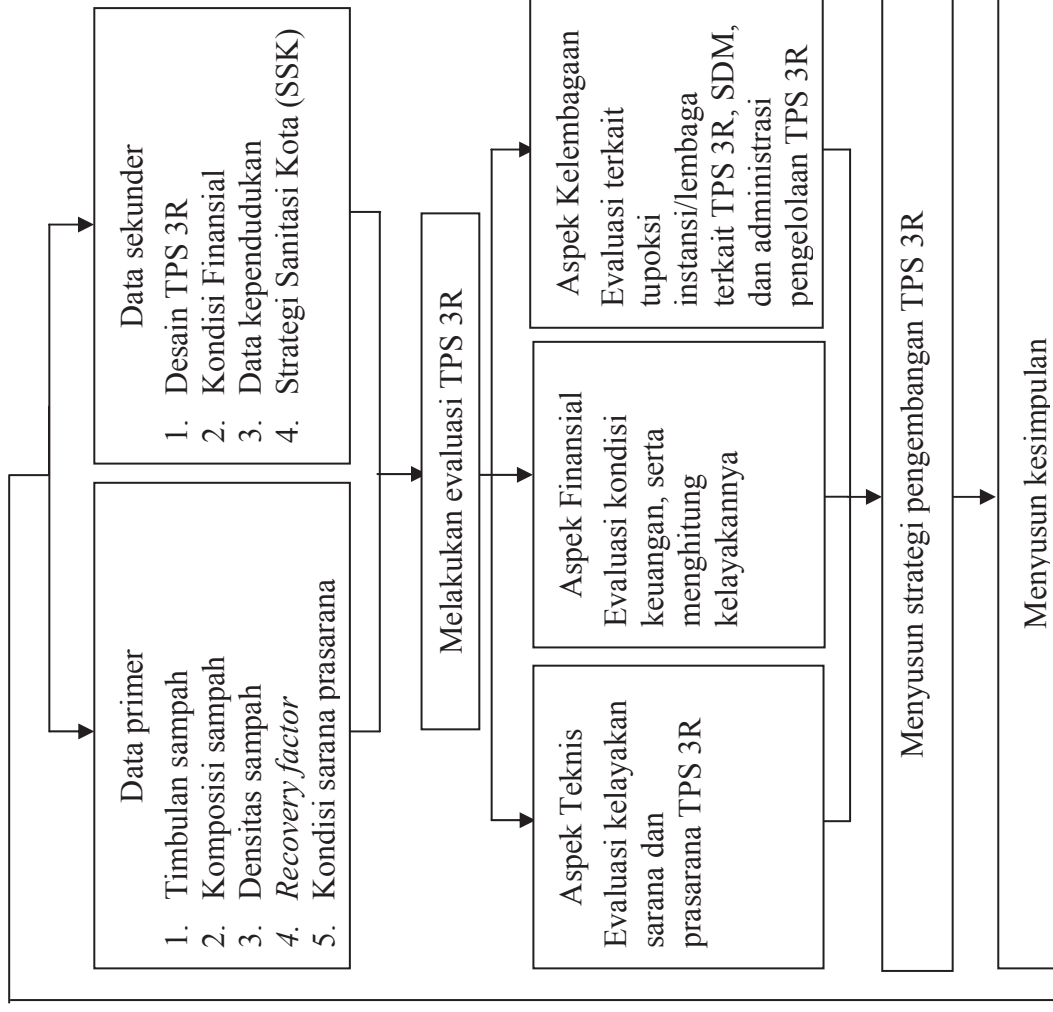 Data primer
1. Timbulan sampah
2. Komposisi sampah
3. Densitas sampah
4. Recovery factor
5. Kondisi sarana prasarana
Data sekunder
1. Desain TPS 3R
2. Kondisi Finansial
3. Data kependudukan
4. Strategi Sanitasi Kota (SSK)
Melakukan evaluasi TPS 3R
Aspek Teknis
Evaluasi kelayakan
sarana dan
prasarana TPS 3R
Aspek Finansial
Evaluasi kondisi
keuangan, serta
menghitung
kelayakannya
Aspek Kelembagaan
Evaluasi terkait
tupoksi
instansi/lembaga
terkait TPS 3R, SDM,
dan administrasi
pengelolaan TPS 3R
Menyusun strategi pengembangan TPS 3R
Menyusun kesimpulan